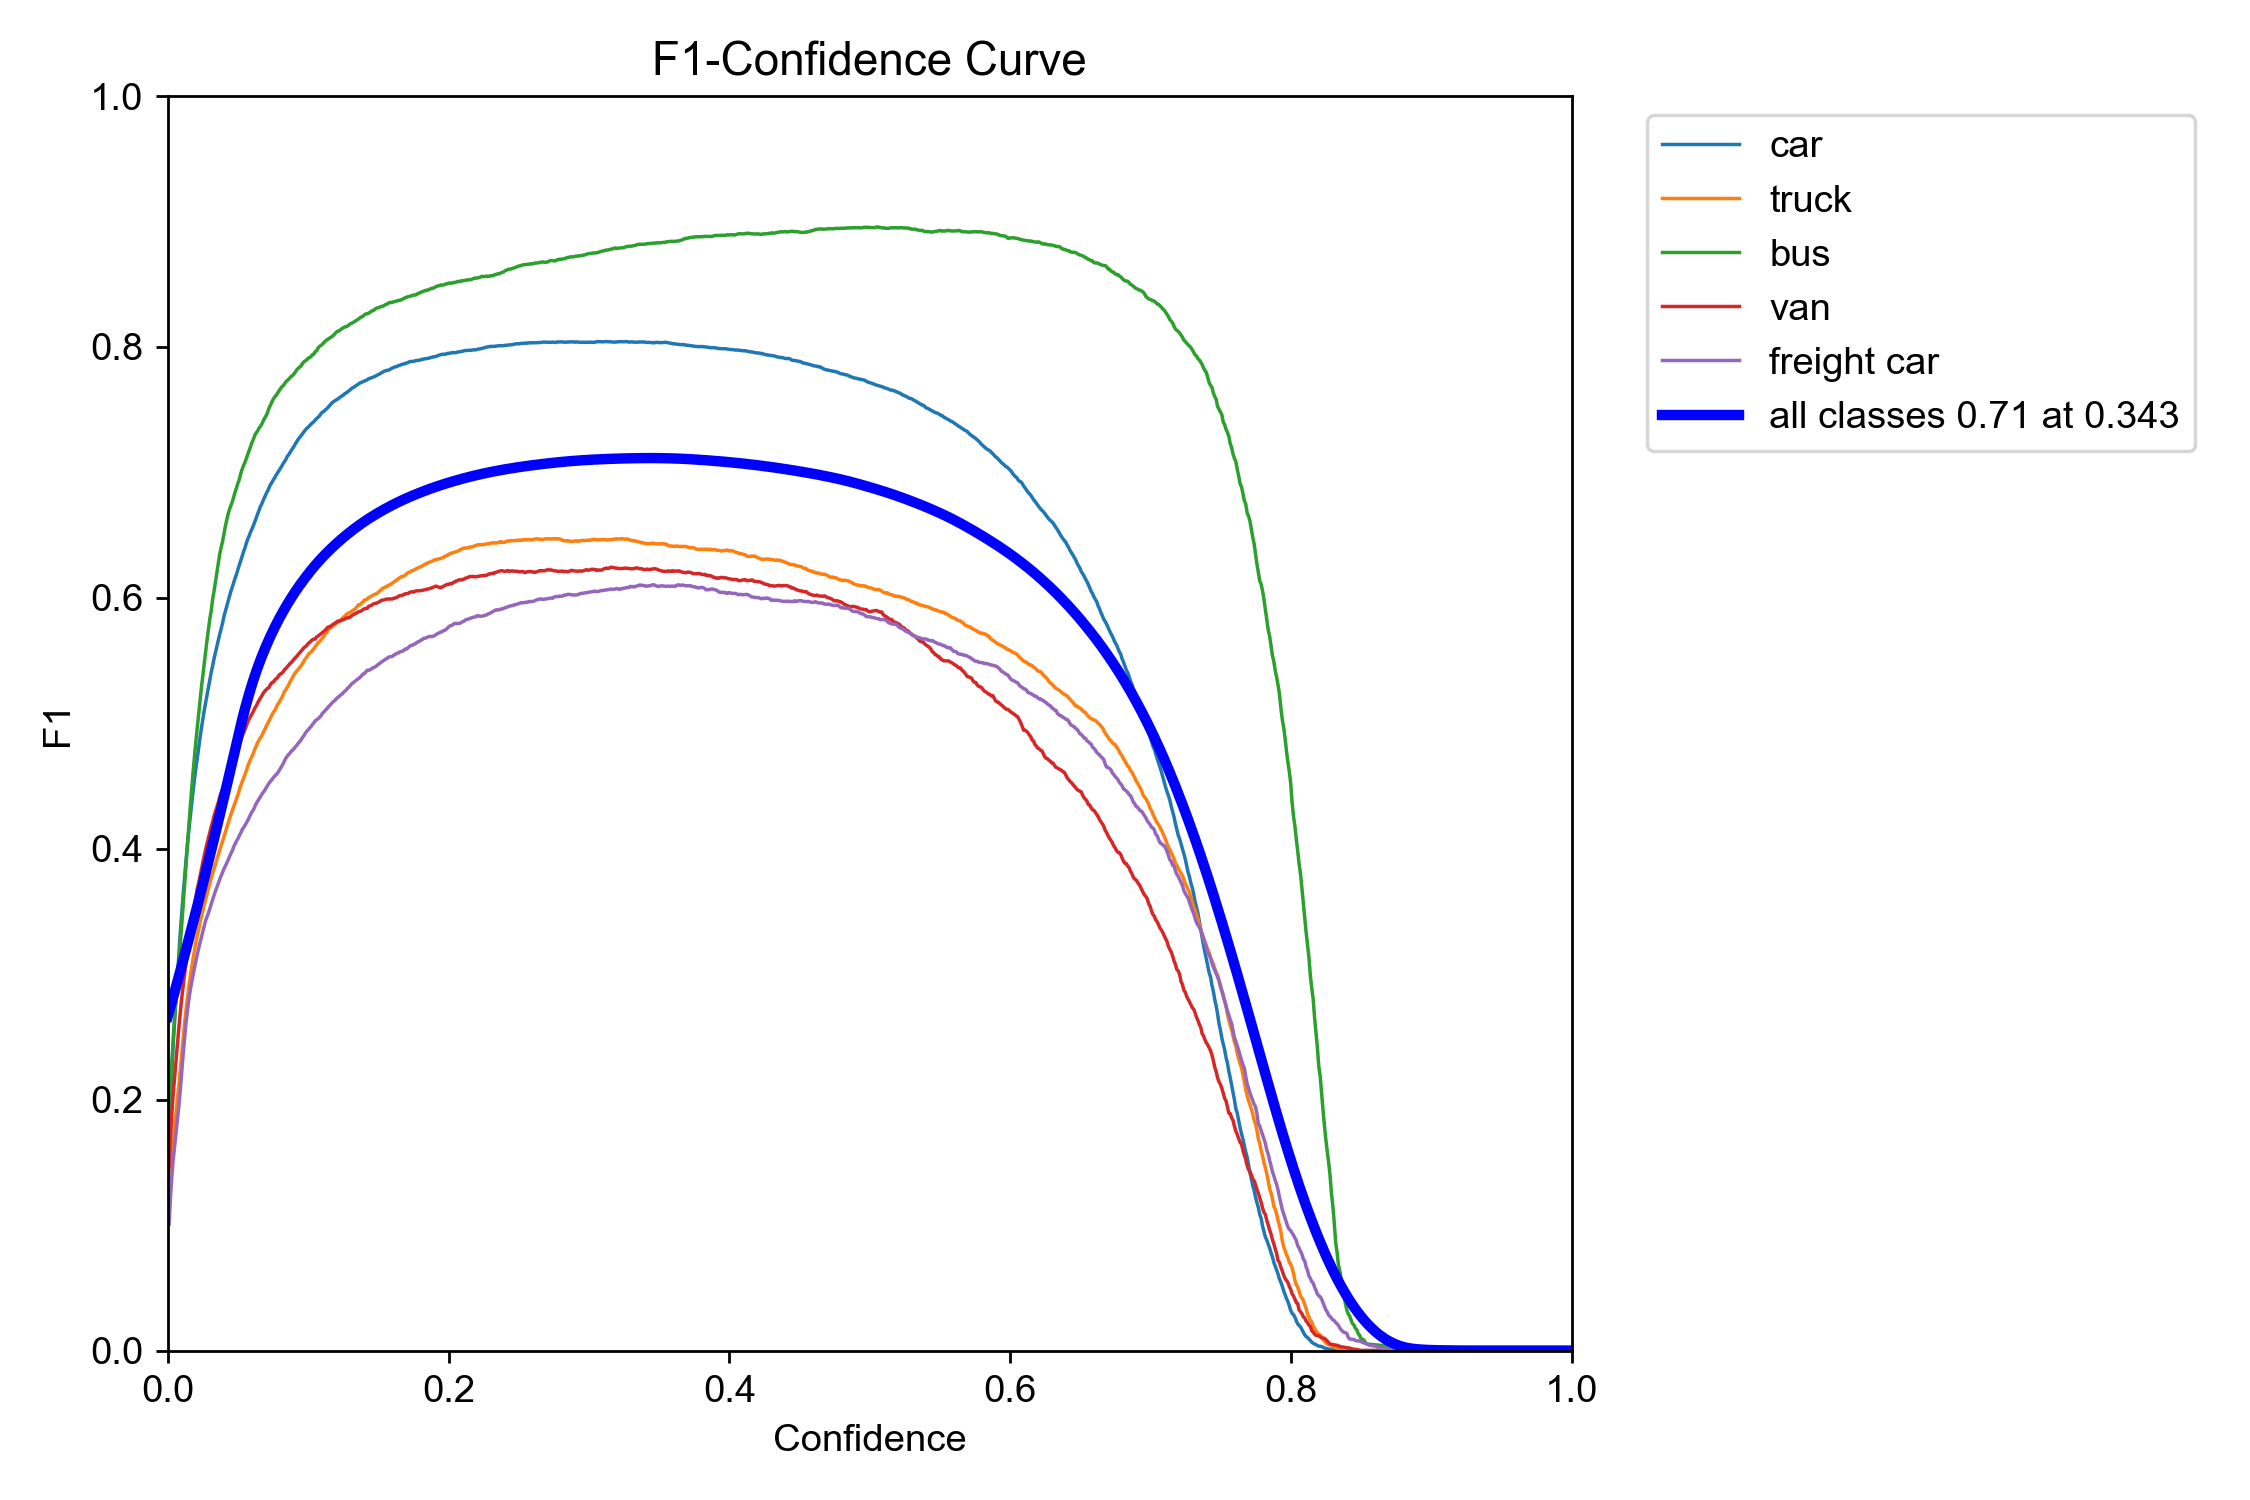 F1-Confidence Curve
1.0
0.8
0.6
0.4
0.2
0.0
F1
0.0 0.2 0.4 0.6 0.8 1.0
Confidence
car
truck
bus
van
freight car
all classes 0.71 at 0.343